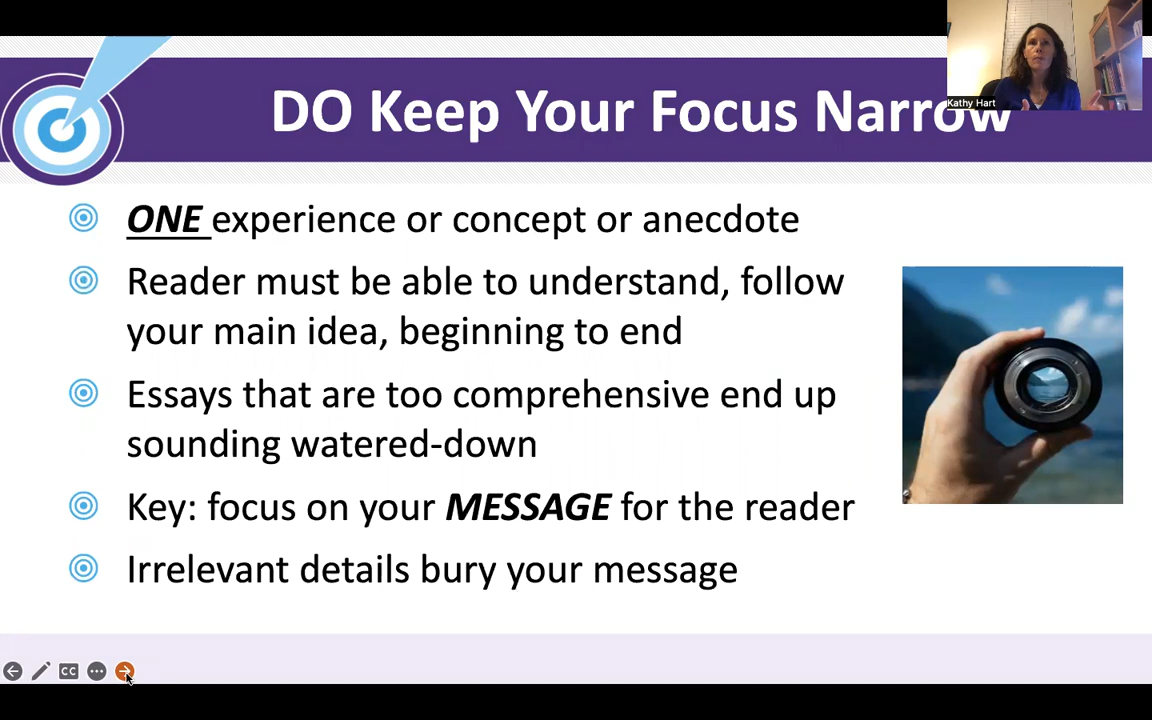 Kathy Hart
DO Keep Your Focus Narrow
ONE experience or concept or anecdote
Reader must be able to understand, follow
your main idea, beginning to end
Essays that are too comprehensive end up
sounding watered-down
Key: focus on your MESSAGE for the reader
Irrelevant details bury your message
CC